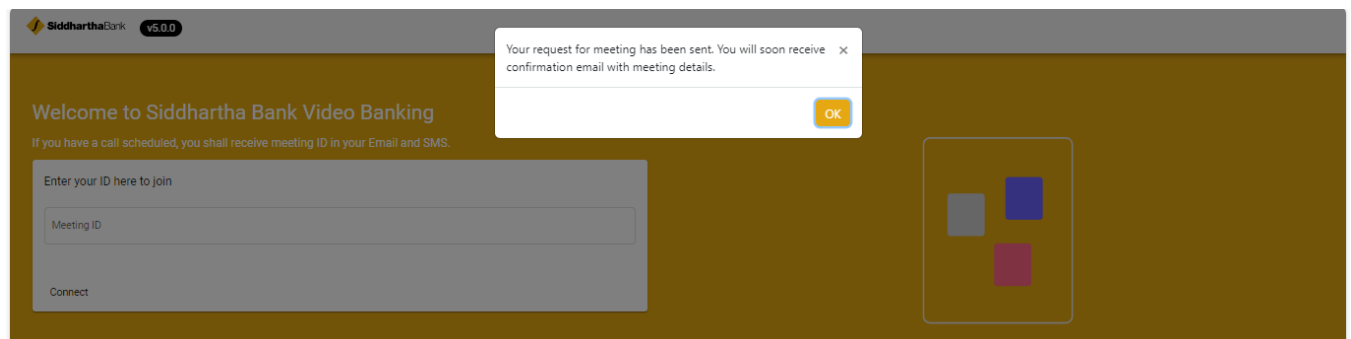 SiddharthaBank v5.0.0
Your request for meeting has been sent. You will soon receive ×
confirmation email with meeting details.
OK
Welcome to Siddhartha Bank Video Banking
If you have a call scheduled, you shall receive meeting ID in your Email and SMS.
Enter your ID here to join
Meeting ID
Connect